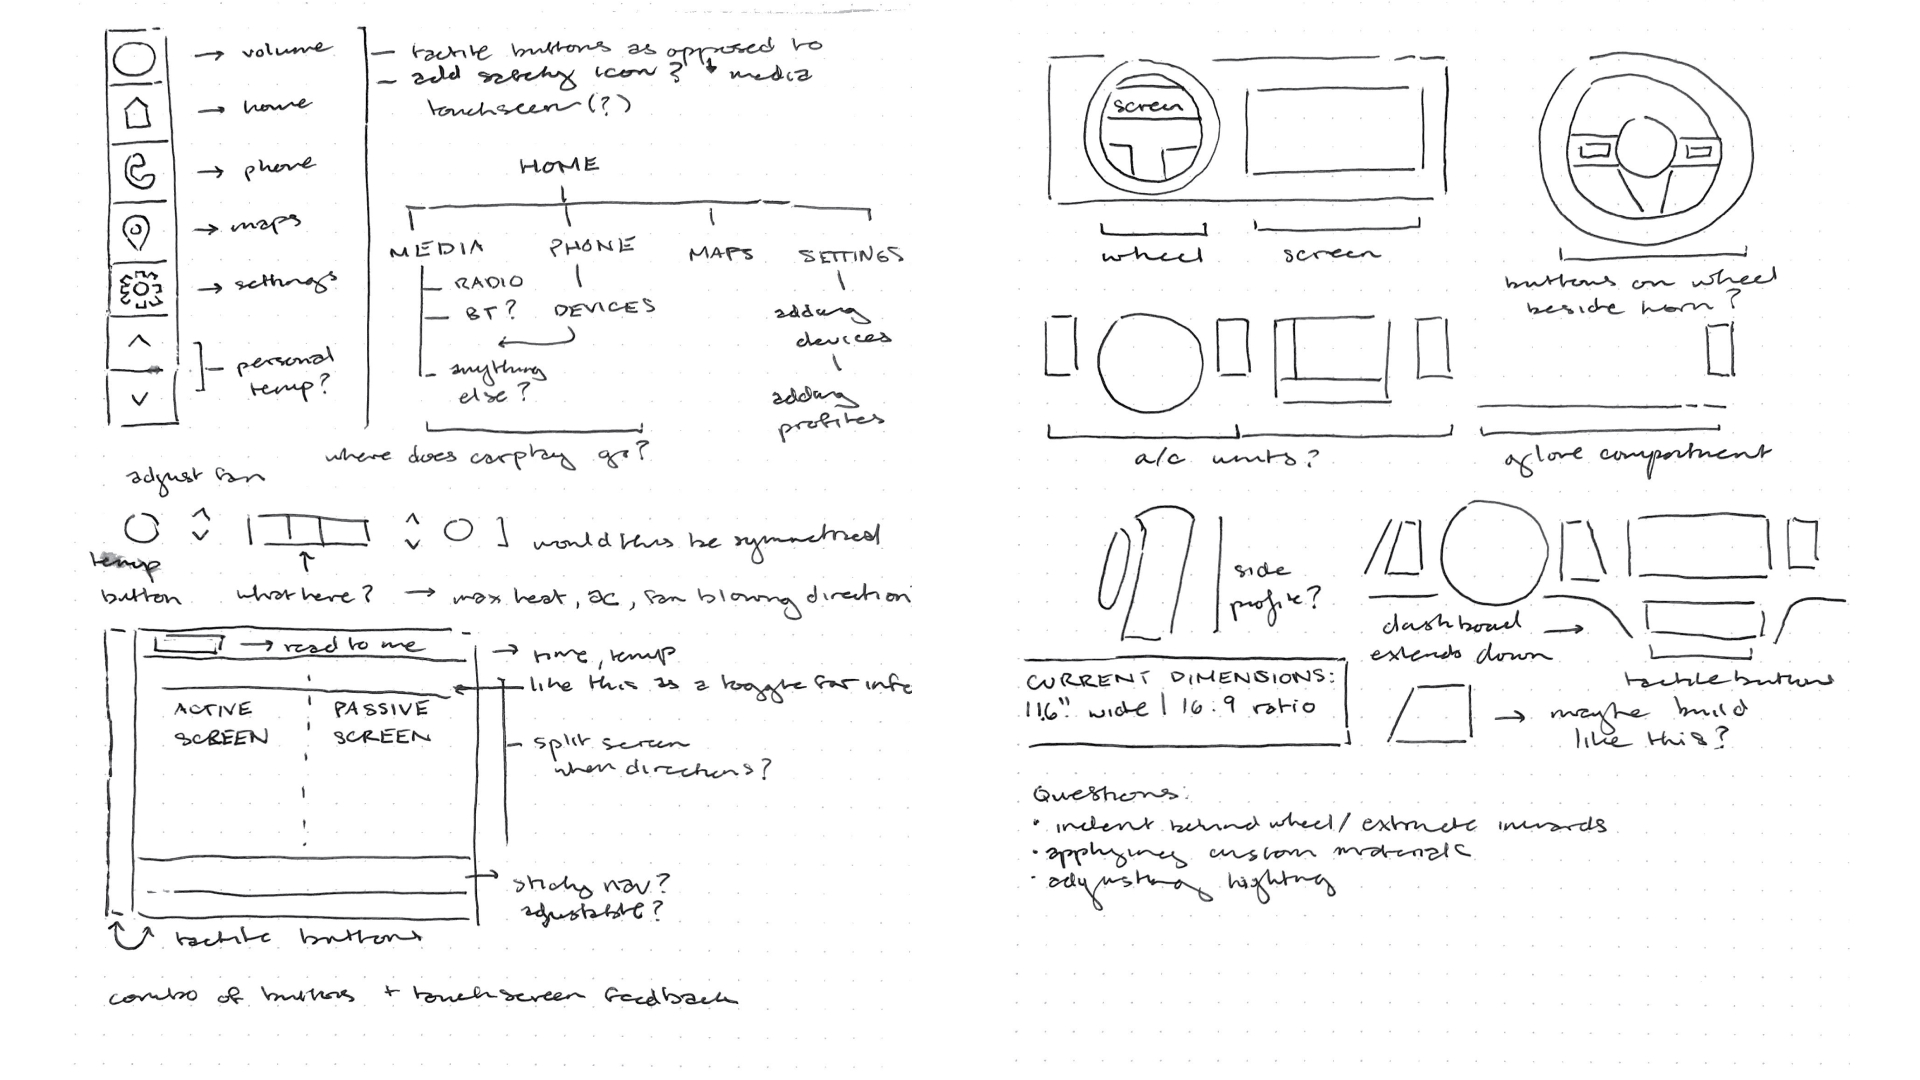 → volume
→ home
→ phone
→ maps
→ settings
personal
temp?
– tactile buttons as opposed to
– add safety icon? ↓ media
touchscreen (?)
HOME
MEDIA
PHONE
MAPS
SETTINGS
RADIO
BT?
anything
else?
DEVICES
adding
devices
adding
profiles
where does carplay go?
adjust fan
temp
button
what here?
] would this be symmetrical
→ max heat, ac, fan blowing direction
→ read to me
ACTIVE
SCREEN
PASSIVE
SCREEN
→ time, temp
like this as a toggle for info
– split screen
when directions?
sticky nav?
adjustable?
tactile buttons
combo of buttons + touchscreen feedback
screen
wheel
screen
buttons on wheel
beside horn?
a/c units?
glove compartment
side
profile?
dashboard →
extends down
tactile buttons
CURRENT DIMENSIONS:
11.6" wide | 16.9 ratio
→ maybe build
like this?
Questions:
· indent behind wheel / extrude inwards
· applying custom materials
· adjusting lighting